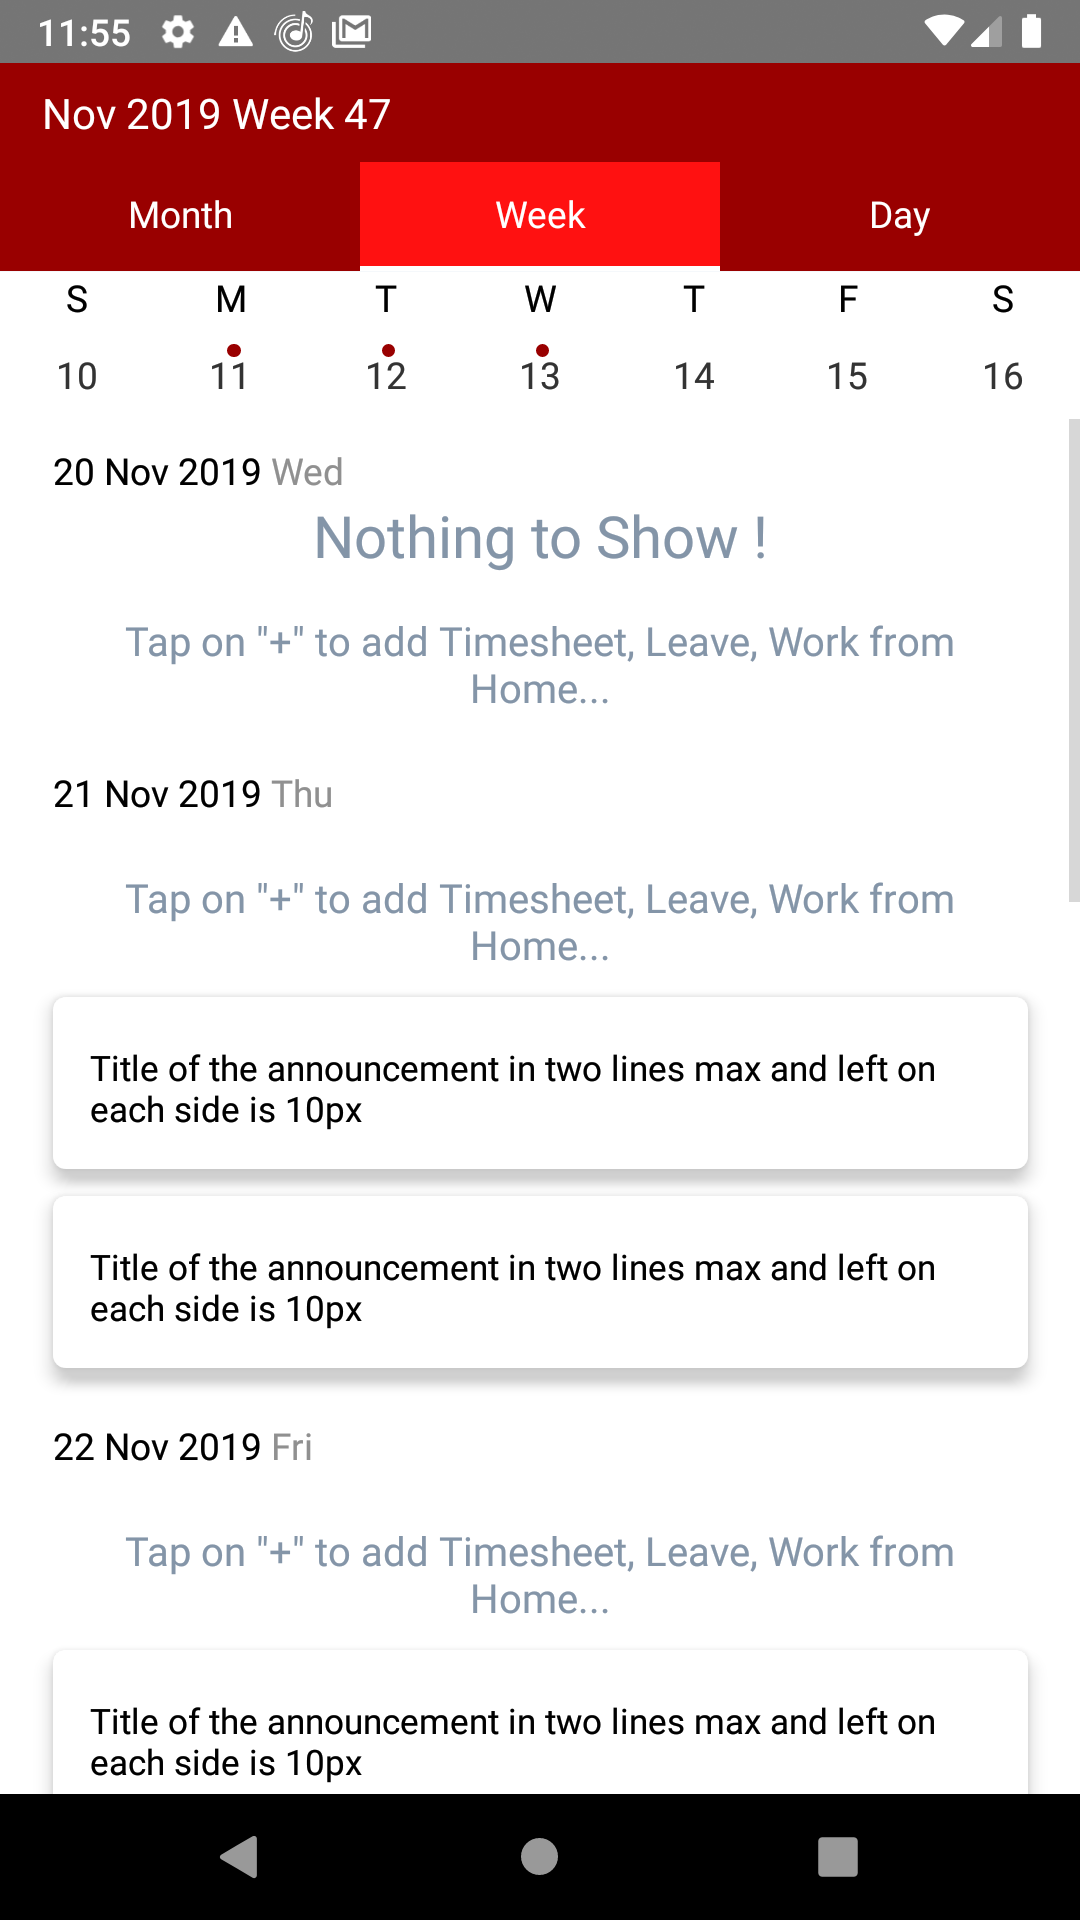 11:55
Nov 2019 Week 47
Month Week Day
S M T W T F S
10 11 12 13 14 15 16
20 Nov 2019 Wed
Nothing to Show !
Tap on "+" to add Timesheet, Leave, Work from
Home...
21 Nov 2019 Thu
Tap on "+" to add Timesheet, Leave, Work from
Home...
Title of the announcement in two lines max and left on
each side is 10px
Title of the announcement in two lines max and left on
each side is 10px
22 Nov 2019 Fri
Tap on "+" to add Timesheet, Leave, Work from
Home...
Title of the announcement in two lines max and left on
each side is 10px